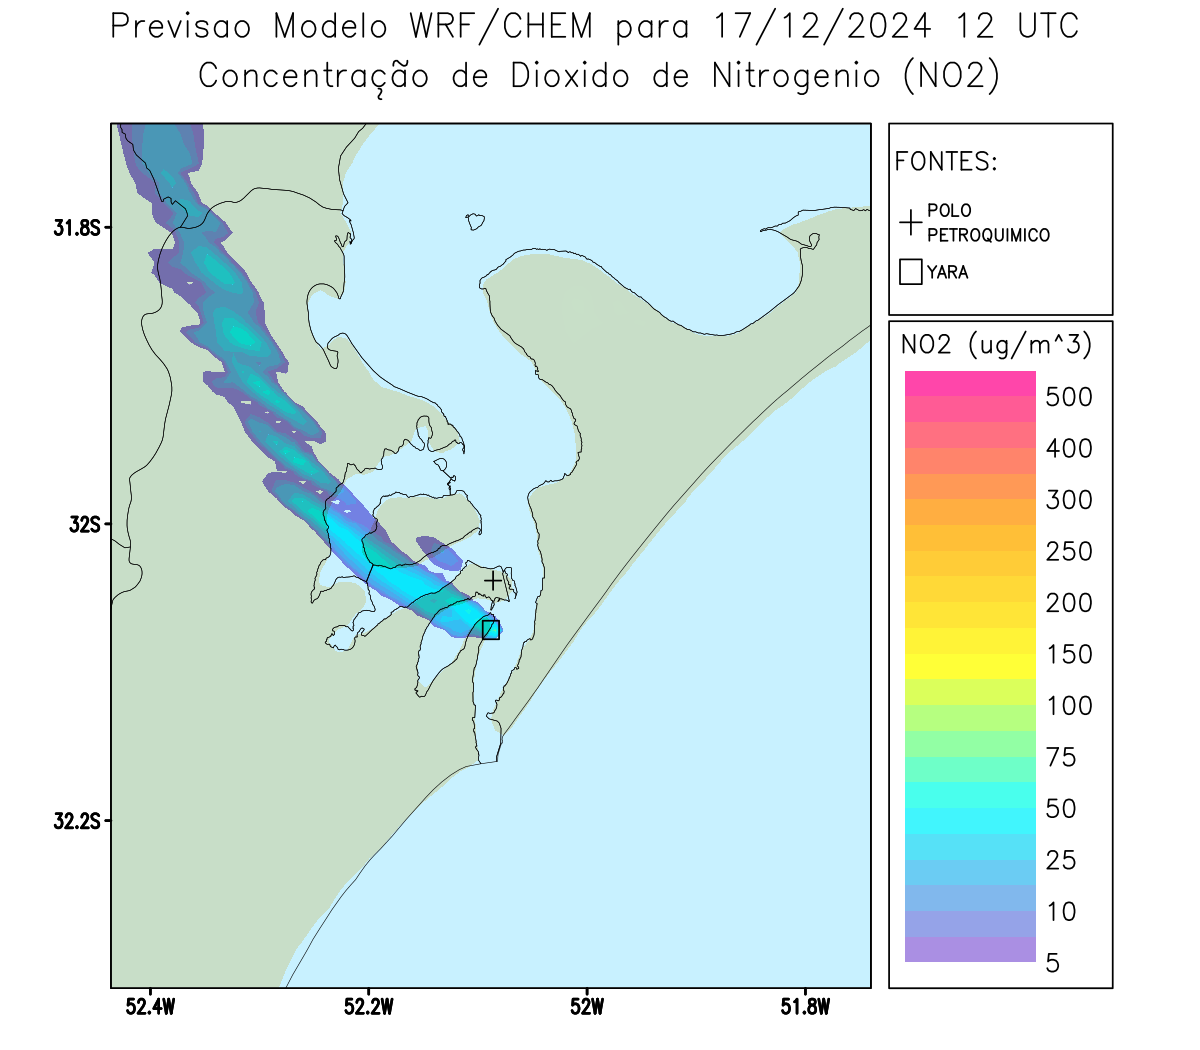 Previsao Modelo WRF/CHEM para 17/12/2024 12 UTC
Concentração de Dioxido de Nitrogenio (NO2)
FONTES:
POLO
PETROQUIMICO
YARA
NO2 (ug/m^3)
500
400
300
250
200
150
100
75
50
25
10
5
31.8S
32S
32.2S
52.4W
52.2W
52W
51.8W